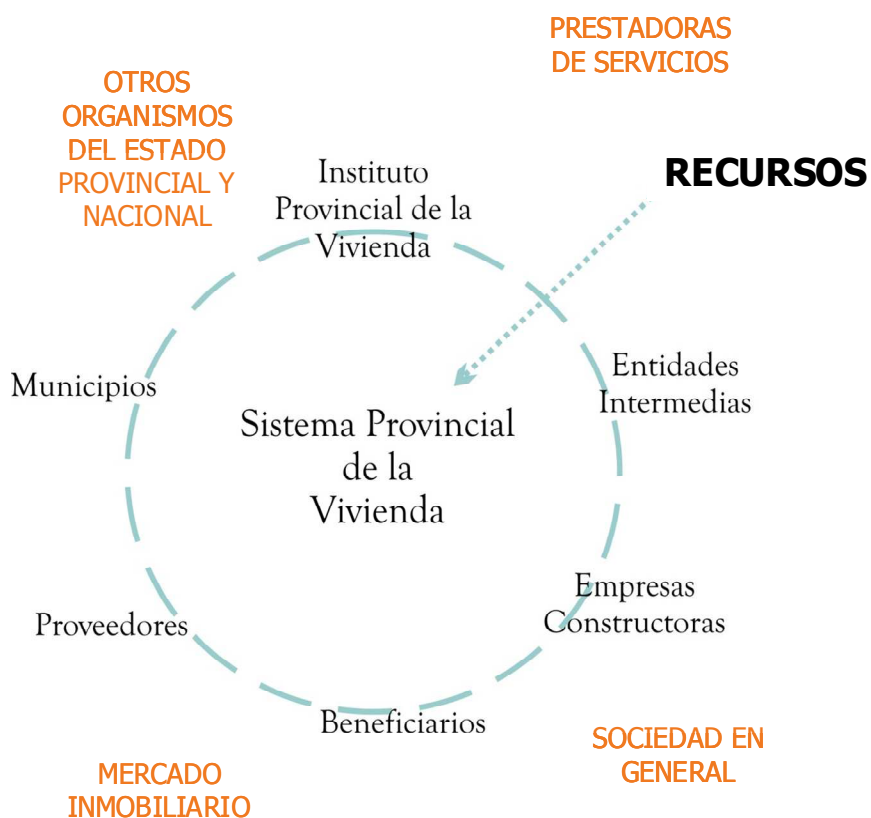 PRESTADORAS
DE SERVICIOS
OTROS
ORGANISMOS
DEL ESTADO
PROVINCIAL Y
NACIONAL
Instituto
Provincial de la
Vivienda
RECURSOS
Municipios
Entidades
Intermedias
Sistema Provincial
de la
Vivienda
Proveedores
Empresas
Constructoras
Beneficiarios
MERCADO
INMOBILIARIO
SOCIEDAD EN
GENERAL